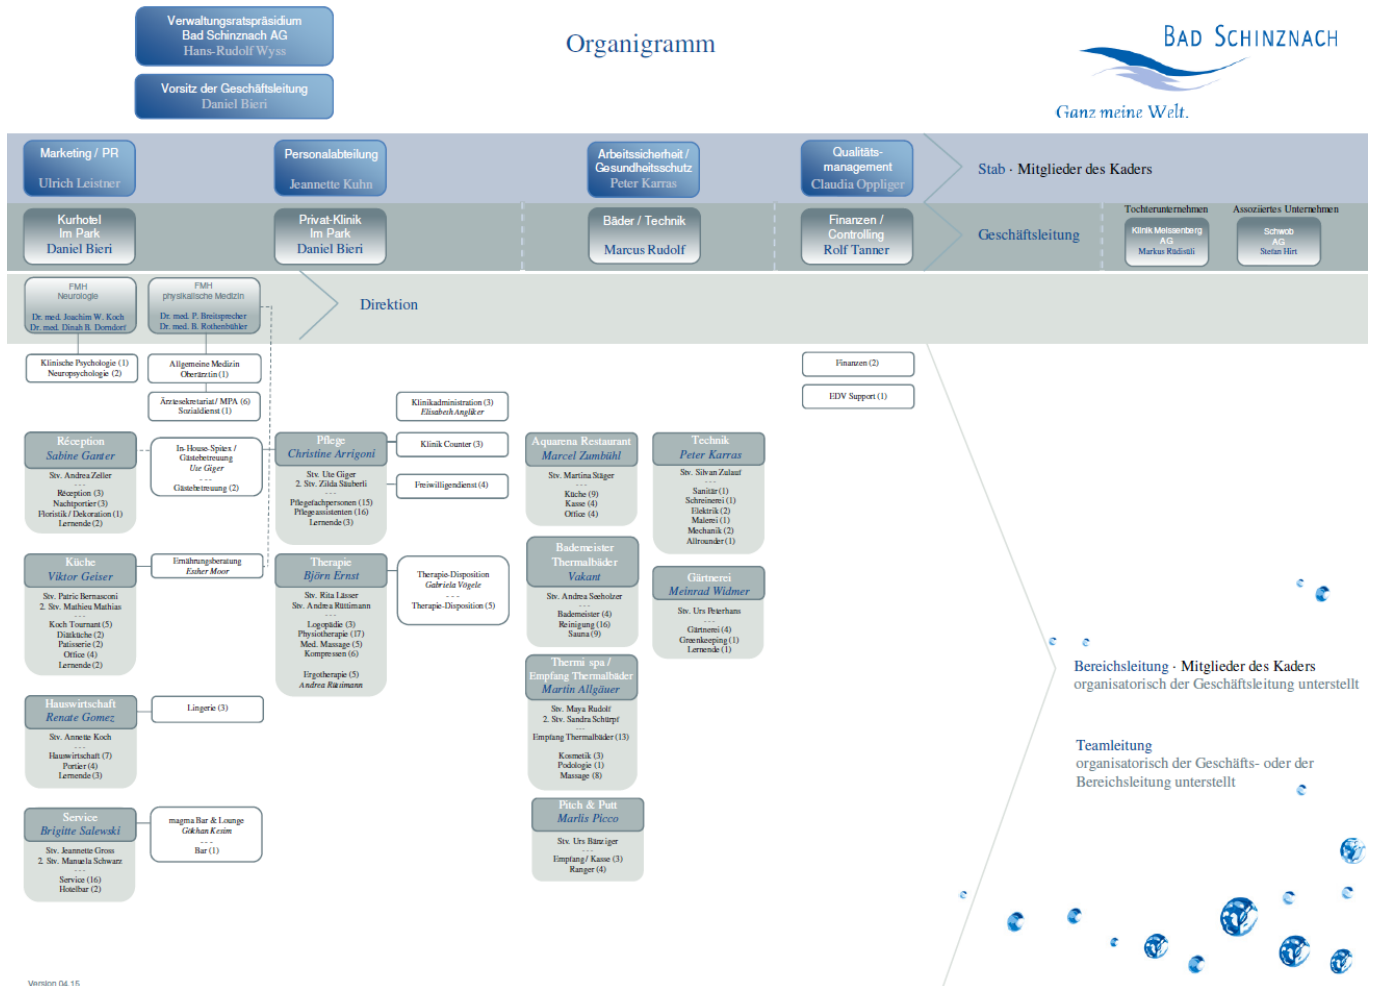 Verwaltungsratspräsidium
Bad Schinznach AG
Hans-Rudolf Wyss
Vorsitz der Geschäftsleitung
Daniel Bieri
Organigramm
BAD SCHINZNACH
Ganz meine Welt.
Marketing / PR
Ulrich Leistner
Personalabteilung
Jeannette Kuhn
Arbeitssicherheit /
Gesundheitsschutz
Peter Karras
Qualitäts-
management
Claudia Oppliger
Stab · Mitglieder des Kaders
Kurhotel
Im Park
Daniel Bieri
Privat-Klinik
Im Park
Daniel Bieri
Bäder / Technik
Marcus Rudolf
Finanzen /
Controlling
Rolf Tanner
Geschäftsleitung
Tochterunternehmen
Klinik Meissenberg
AG
Markus Rüdisüli
Assoziiertes Unternehmen
Schwob
AG
Stefan Hirt
FMH
Neurologie
Dr. med. Joachim W. Koch
Dr. med. Dinah B. Dorndorf
FMH
physikalische Medizin
Dr. med. P. Breitsprecher
Dr. med. B. Rothenbühler
Direktion
Klinische Psychologie (1)
Neuropsychologie (2)
Allgemeine Medizin
Oberärztin (1)
Ärztesekretariat/ MPA (6)
Sozialdienst (1)
Finanzen (2)
EDV Support (1)
Klinikadministration (3)
Elisabeth Angliker
Klinik Counter (3)
Freiwilligendienst (4)
Réception
Sabine Ganter
Stv. Andrea Zeller
- - -
Réception (3)
Nachtportier (3)
Floristik / Dekoration (1)
Lernende (2)
In-House-Spitex /
Gästebetreuung
Ute Giger
- - -
Gästebetreuung (2)
Pflege
Christine Arrigoni
Stv. Ute Giger
2. Stv. Zilda Säuberli
- - -
Pflegefachpersonen (15)
Pflegeassistenten (16)
Lernende (3)
Aquarena Restaurant
Marcel Zumbühl
Stv. Martina Stäger
- - -
Küche (9)
Kasse (4)
Office (4)
Technik
Peter Karras
Stv. Silvan Zulauf
- - -
Sanitär (1)
Schreinerei (1)
Elektrik (2)
Malerei (1)
Mechanik (2)
Allrounder (1)
Küche
Viktor Geiser
Stv. Patric Bernasconi
2. Stv. Mathieu Mathias
- - -
Koch Tournant (5)
Diätküche (2)
Patisserie (2)
Office (4)
Lernende (2)
Ernährungsberatung
Esther Moor
Therapie
Björn Ernst
Stv. Rita Lässer
Stv. Andrea Rüttimann
- - -
Logopädie (3)
Physiotherapie (17)
Med. Massage (5)
Kompressen (6)
Ergotherapie (5)
Andrea Rüttimann
Therapie-Disposition
Gabriela Vögele
- - -
Therapie-Disposition (5)
Bademeister
Thermalbäder
Vakant
Stv. Andrea Seeholzer
- - -
Bademeister (4)
Reinigung (16)
Sauna (9)
Gärtnerei
Meinrad Widmer
Stv. Urs Peterhans
- - -
Gärtnerei (4)
Greenkeeping (1)
Lernende (1)
Hauswirtschaft
Renate Gomez
Stv. Annette Koch
- - -
Hauswirtschaft (7)
Portier (4)
Lernende (3)
Lingerie (3)
Thermi spa /
Empfang Thermalbäder
Martin Allgäuer
Stv. Maya Rudolf
2. Stv. Sandra Schürpf
- - -
Empfang Thermalbäder (13)
Kosmetik (3)
Podologie (1)
Massage (8)
Bereichsleitung · Mitglieder des Kaders
organisatorisch der Geschäftsleitung unterstellt
Teamleitung
organisatorisch der Geschäfts- oder der
Bereichsleitung unterstellt
Service
Brigitte Salewski
Stv. Jeannette Gross
2. Stv. Manuela Schwarz
- - -
Service (16)
Hotelbar (2)
magma Bar & Lounge
Gökhan Kesim
- - -
Bar (1)
Pitch & Putt
Marlis Picco
Stv. Urs Bänziger
- - -
Empfang/ Kasse (3)
Ranger (4)
Version 04.15